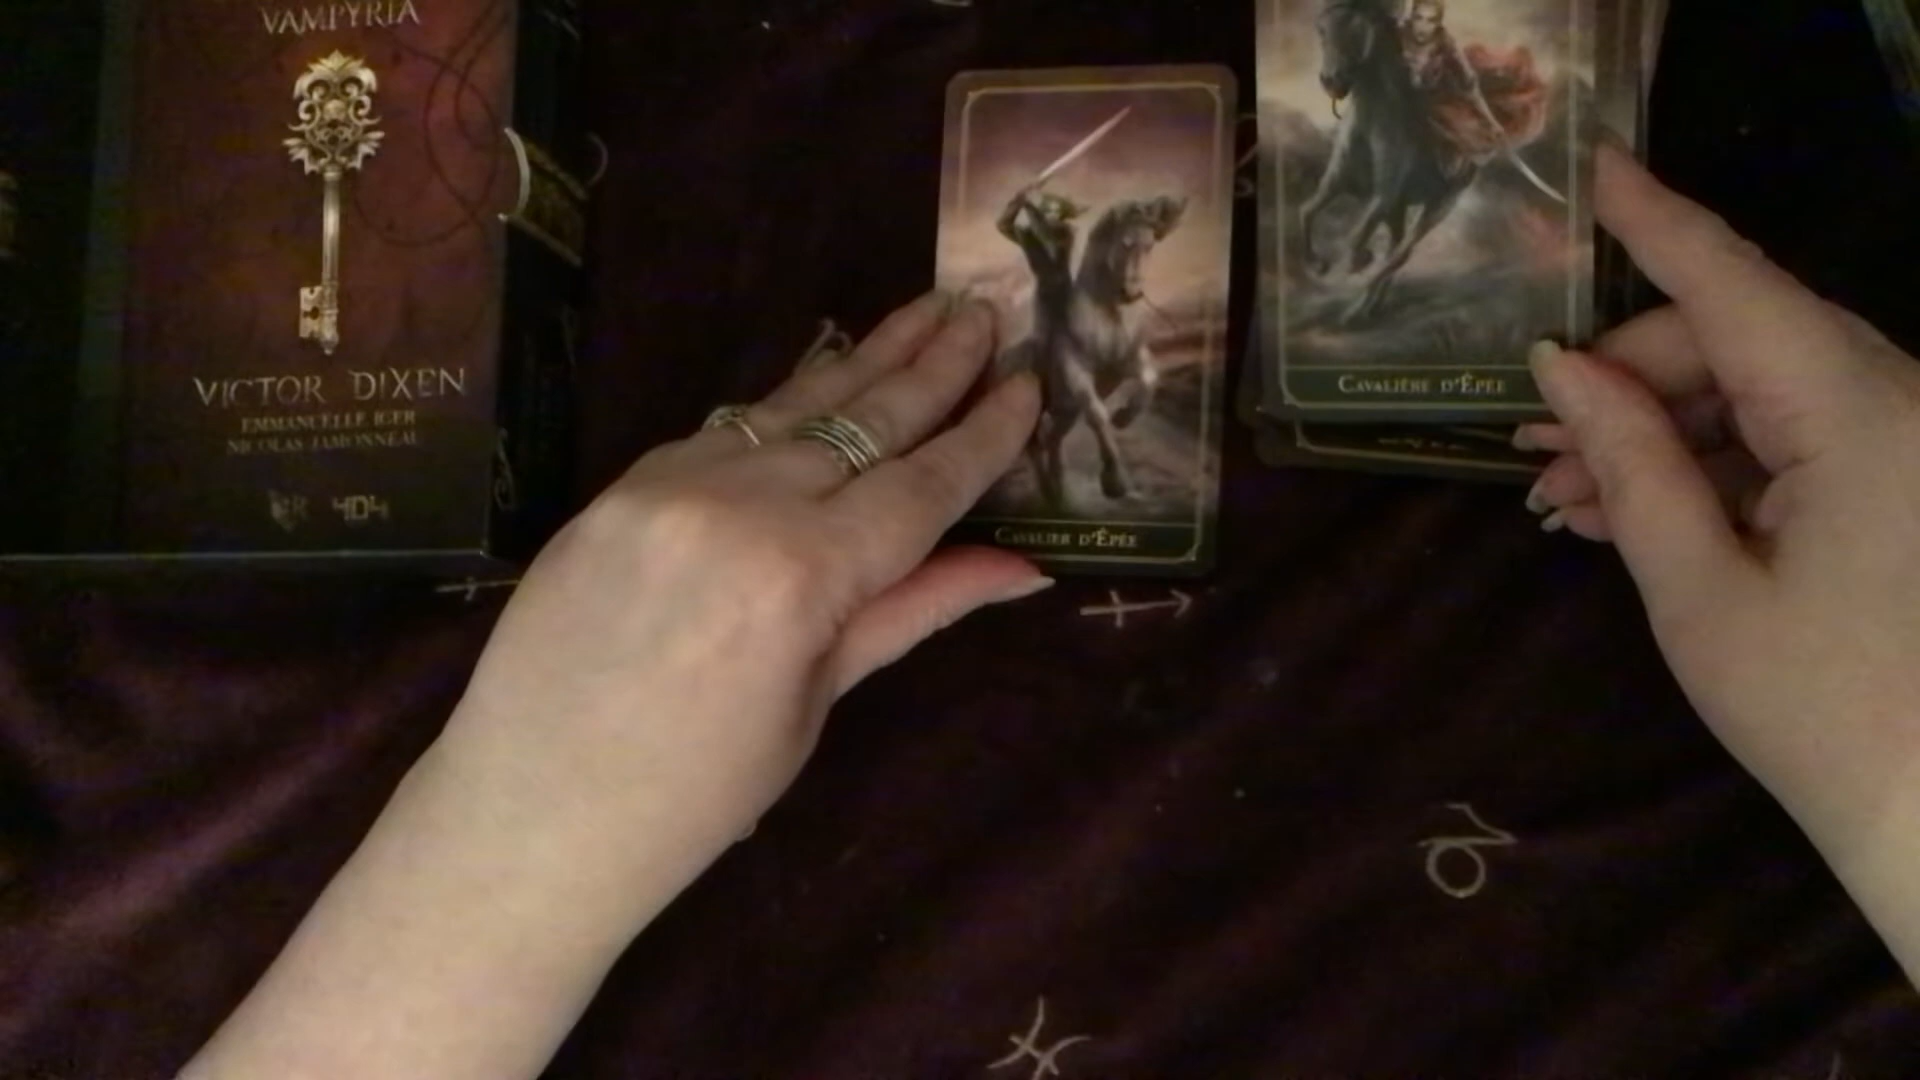 VAMPYRIA
VICTOR DIXEN
EMMANUELLE IGER
NICOLAS JAMONNEAU
404
CAVALIER D'ÉPÉE
CAVALIÈRE D'ÉPÉE